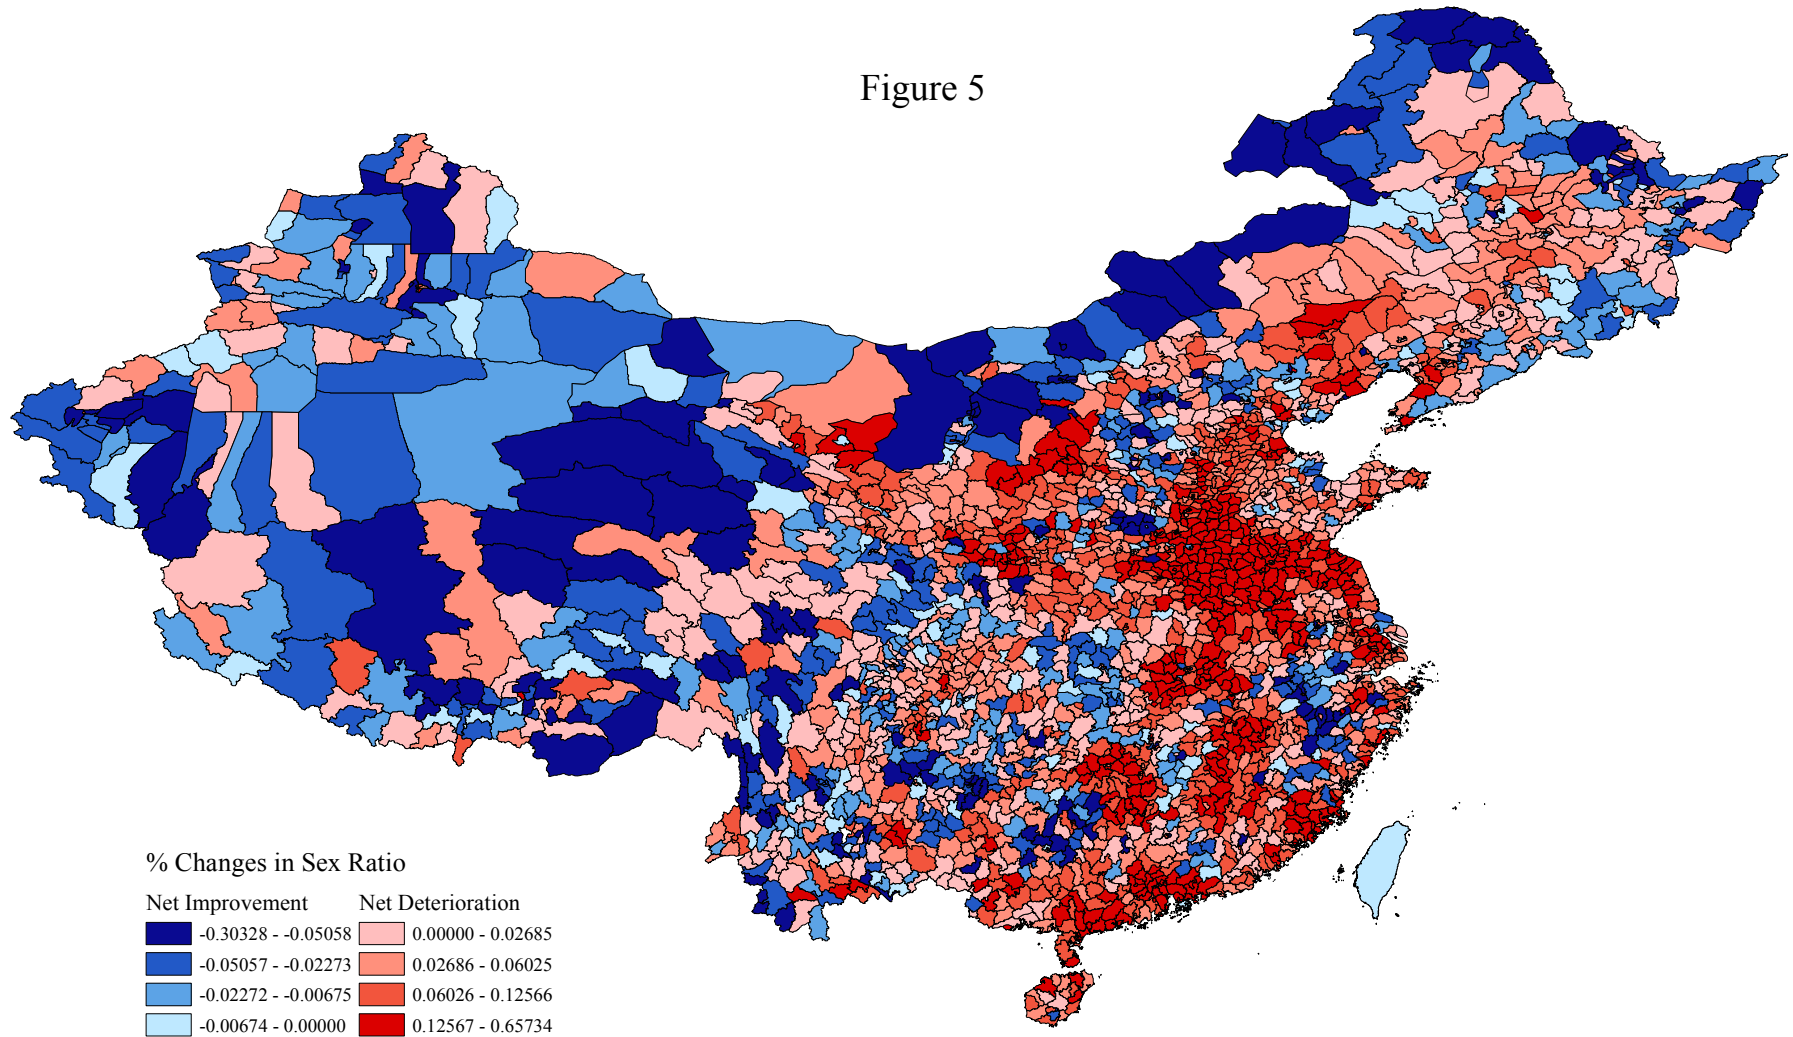 Figure 5
% Changes in Sex Ratio
Net Improvement Net Deterioration
-0.30328 - -0.05058 0.00000 - 0.02685
-0.05057 - -0.02273 0.02686 - 0.06025
-0.02272 - -0.00675 0.06026 - 0.12566
-0.00674 - 0.00000 0.12567 - 0.65734